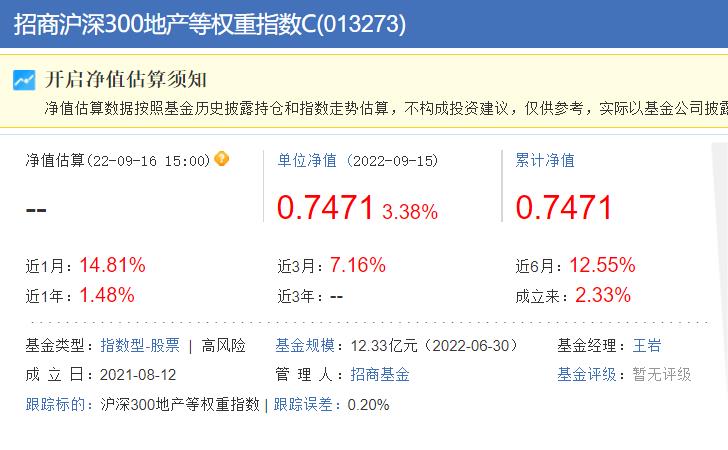 招商沪深300地产等权重指数C(013273)
开启净值估算须知
净值估算数据按照基金历史披露持仓和指数走势估算，不构成投资建议，仅供参考，实际以基金公司披露
净值估算(22-09-16 15:00) 单位净值 (2022-09-15) 累计净值
-- 0.7471 3.38% 0.7471
近1月：14.81% 近3月：7.16% 近6月：12.55%
近1年：1.48% 近3年：-- 成立来：2.33%
基金类型：指数型-股票 | 高风险 基金规模：12.33亿元（2022-06-30） 基金经理：王岩
成 立 日：2021-08-12 管 理 人：招商基金 基金评级：暂无评级
跟踪标的：沪深300地产等权重指数 | 跟踪误差：0.20%